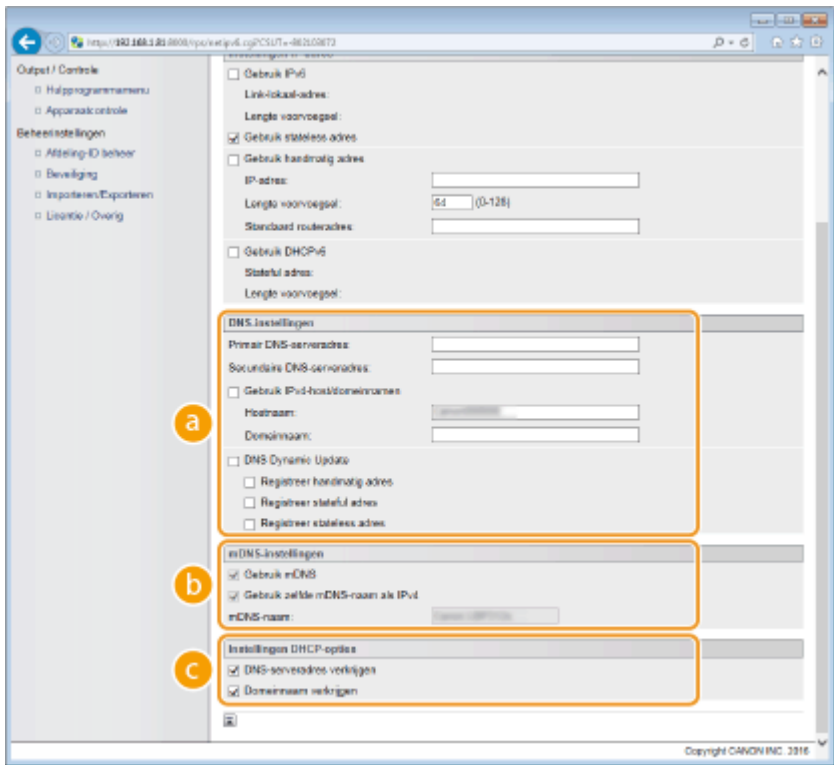 Output / Controle
Hulpprogrammamenu
Apparaatcontrole
Beheerinstellingen
Afdeling-ID beheer
Beveiliging
Importeren/Exporteren
Licentie / Overig
Gebruik IPv6
Link-lokaal-adres:
Lengte voorvoegsel:
Gebruik stateless adres
Gebruik handmatig adres
IP-adres:
Lengte voorvoegsel: 64 (0-128)
Standaard routeradres:
Gebruik DHCPv6
Stateful adres:
Lengte voorvoegsel:
a
DNS-instellingen
Primair DNS-serveradres:
Secundaire DNS-serveradres:
Gebruik IPv4-host/domeinnamen
Hostnaam:
Domeinnaam:
DNS Dynamic Update
Registreer handmatig adres
Registreer stateful adres
Registreer stateless adres
b
mDNS-instellingen
Gebruik mDNS
Gebruik zelfde mDNS-naam als IPv4
mDNS-naam:
c
Instellingen DHCP-opties
DNS-serveradres verkrijgen
Domeinnaam verkrijgen
Copyright CANON INC. 2016